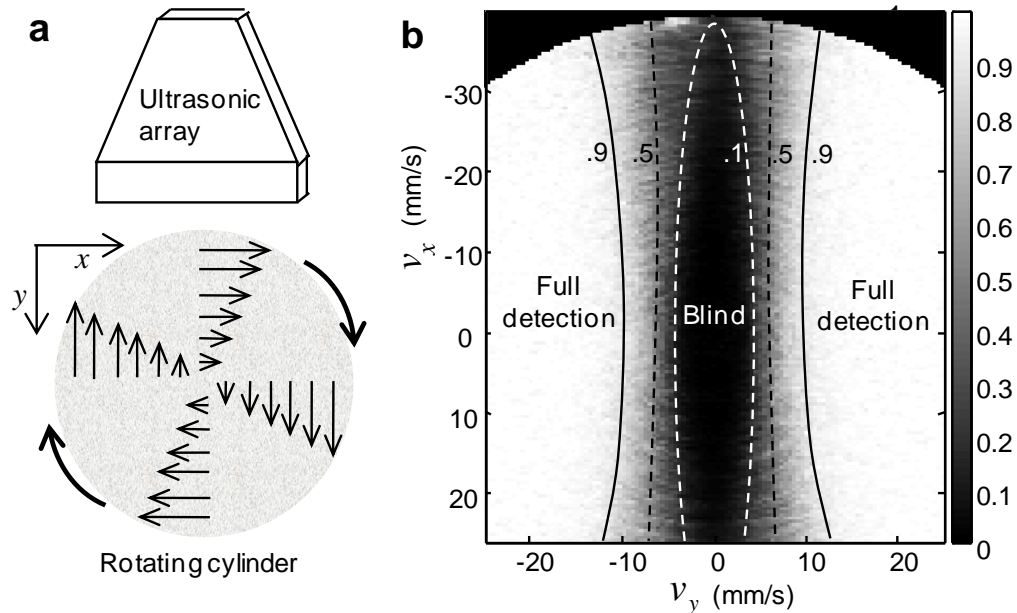 a
Ultrasonic
array
x
y
Rotating cylinder
b
-30
-20
-10
0
10
20
v_x (mm/s)
.9
.5
.1
.5
.9
Full
detection
Blind
Full
detection
-20
-10
0
10
20
v_y (mm/s)
0.9
0.8
0.7
0.6
0.5
0.4
0.3
0.2
0.1
0